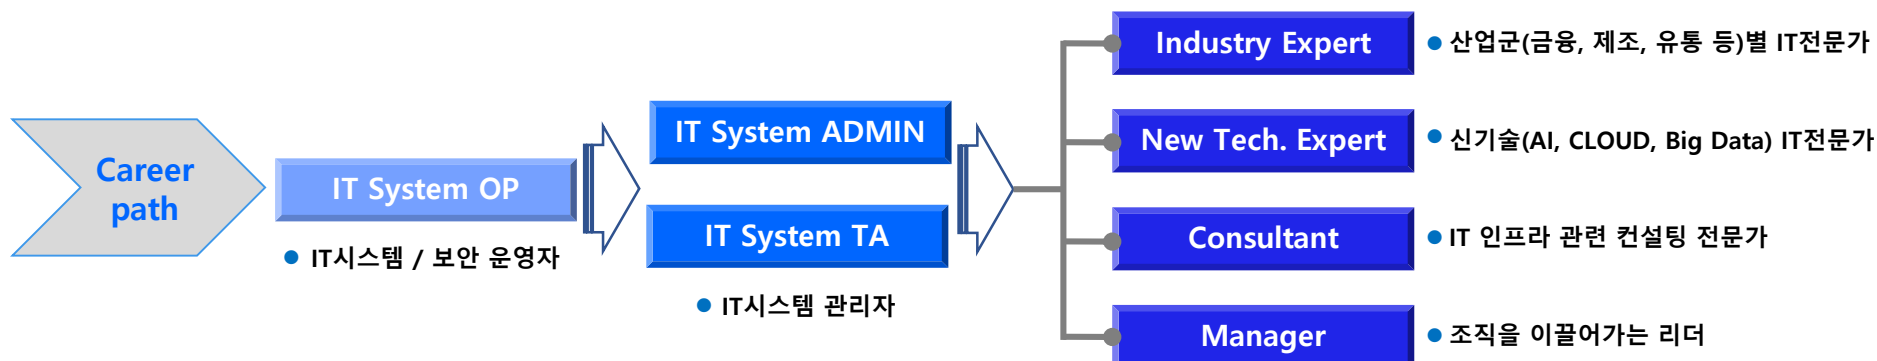 Career
path
IT System OP
IT시스템 / 보안 운영자
IT System ADMIN
IT System TA
IT시스템 관리자
Industry Expert
산업군(금융, 제조, 유통 등)별 IT전문가
New Tech. Expert
신기술(AI, CLOUD, Big Data) IT전문가
Consultant
IT 인프라 관련 컨설팅 전문가
Manager
조직을 이끌어가는 리더